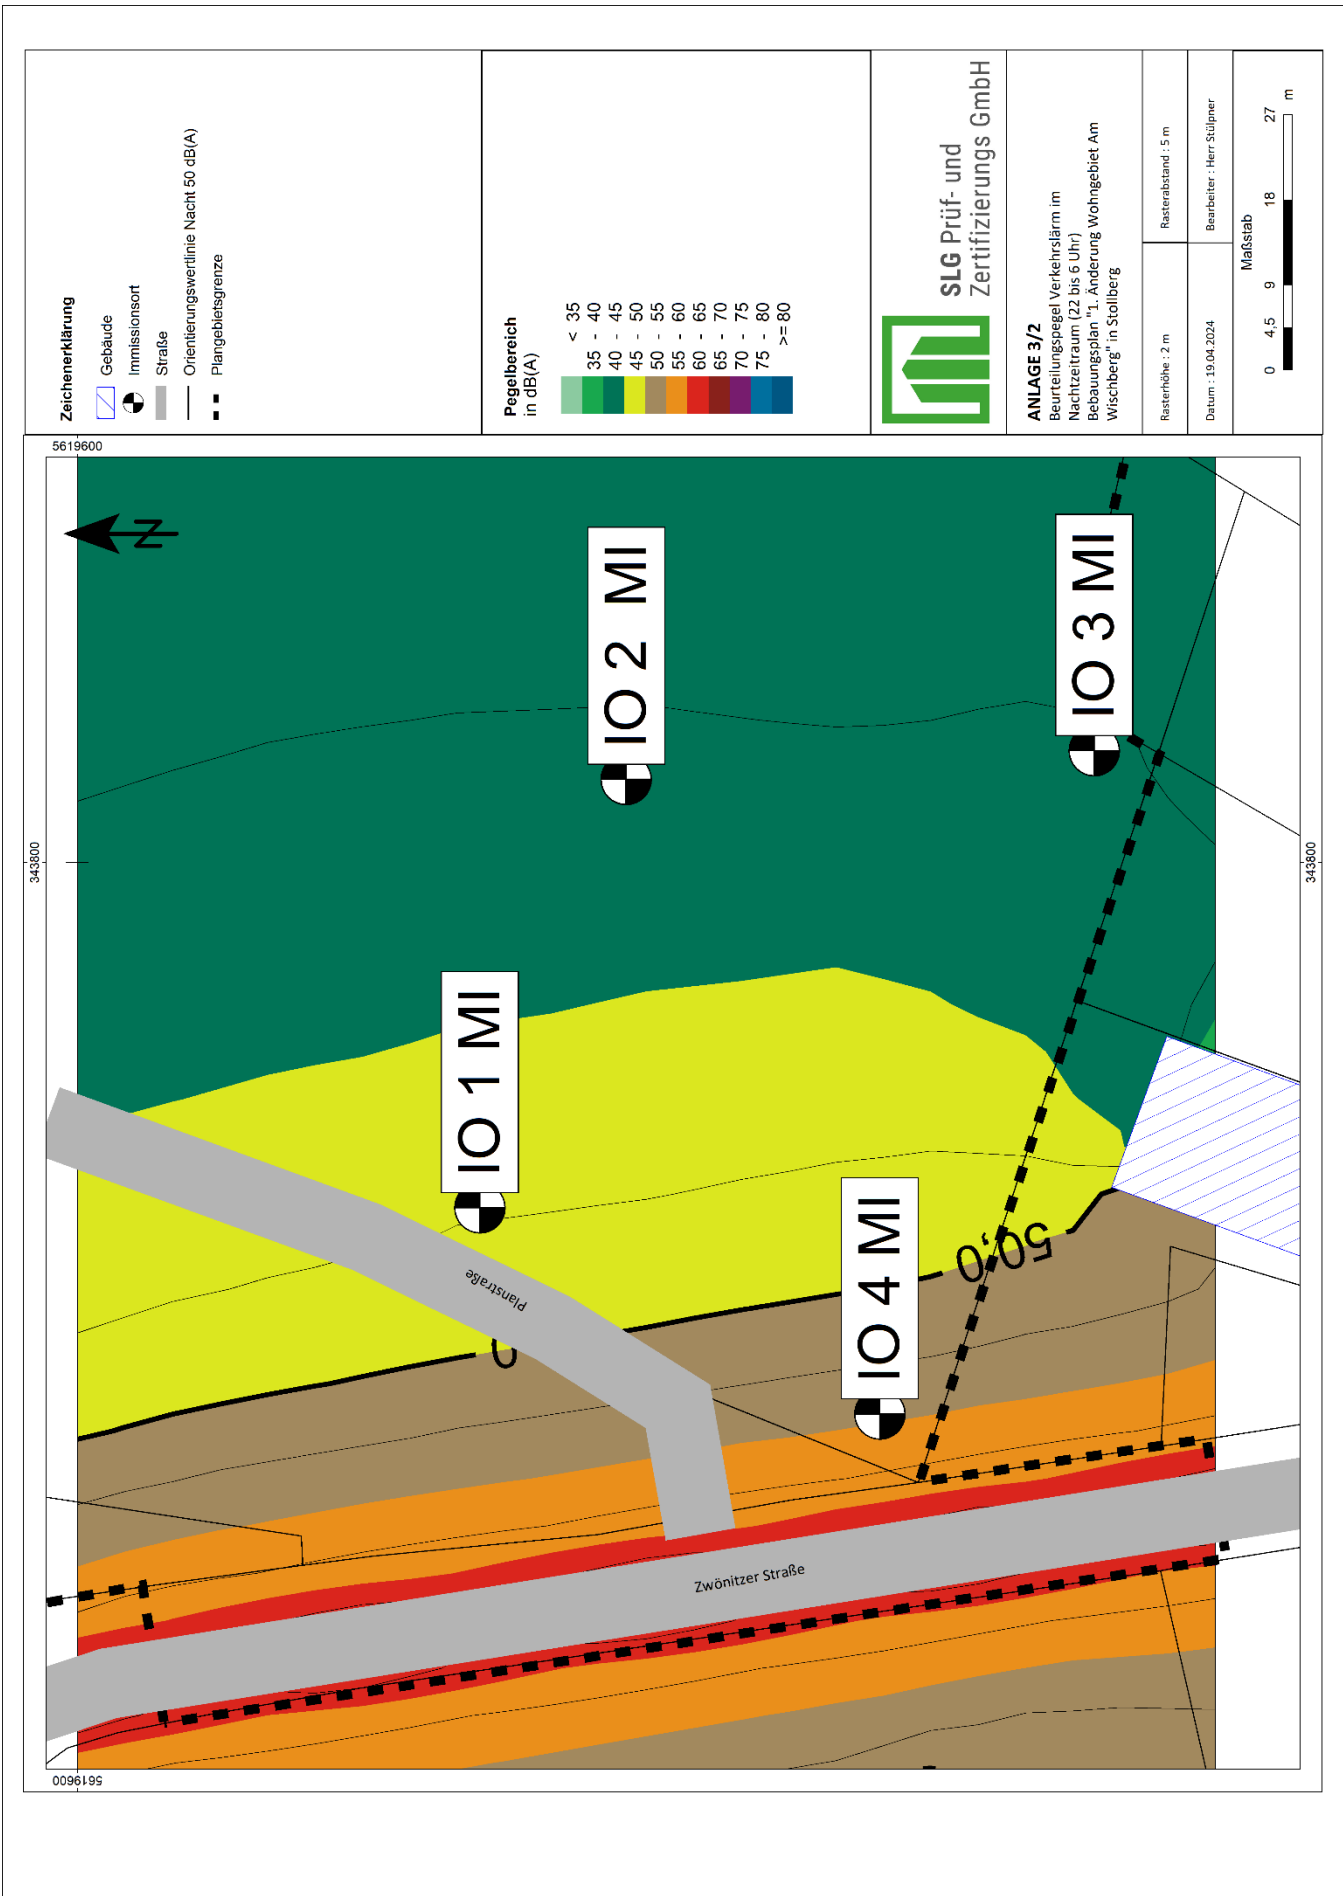 Zeichenerklärung
Gebäude
Immissionsort
Straße
Orientierungswertlinie Nacht 50 dB(A)
Plangebietsgrenze
Pegelbereich
in dB(A)
< 35
35 - 40
40 - 45
45 - 50
50 - 55
55 - 60
60 - 65
65 - 70
70 - 75
75 - 80
>= 80
SLG Prüf- und
Zertifizierungs GmbH
ANLAGE 3/2
Beurteilungspegel Verkehrslärm im
Nachtzeitraum (22 bis 6 Uhr)
Bebauungsplan "1. Änderung Wohngebiet Am
Wischberg" in Stollberg
Rasterhöhe : 2 m
Rasterabstand : 5 m
Datum : 19.04.2024
Bearbeiter : Herr Stülpner
Maßstab
0 4,5 9 18 27
m
5619600
N
IO 2 MI
IO 3 MI
343800
343800
IO 1 MI
IO 4 MI
50,0
0
Planstraße
Zwönitzer Straße
5619600